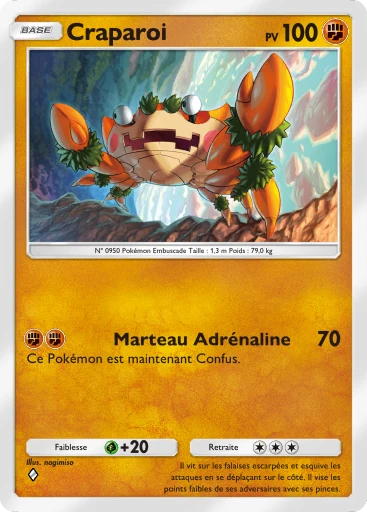 BASE
Craparoi
PV 100
N° 0950 Pokémon Embuscade Taille : 1,3 m Poids : 79,0 kg
Marteau Adrénaline 70
Ce Pokémon est maintenant Confus.
Faiblesse +20
Retraite
Illus. nagimiso
Il vit sur les falaises escarpées et esquive les
attaques en se déplaçant sur le côté. Il vise les
points faibles de ses adversaires avec ses pinces.